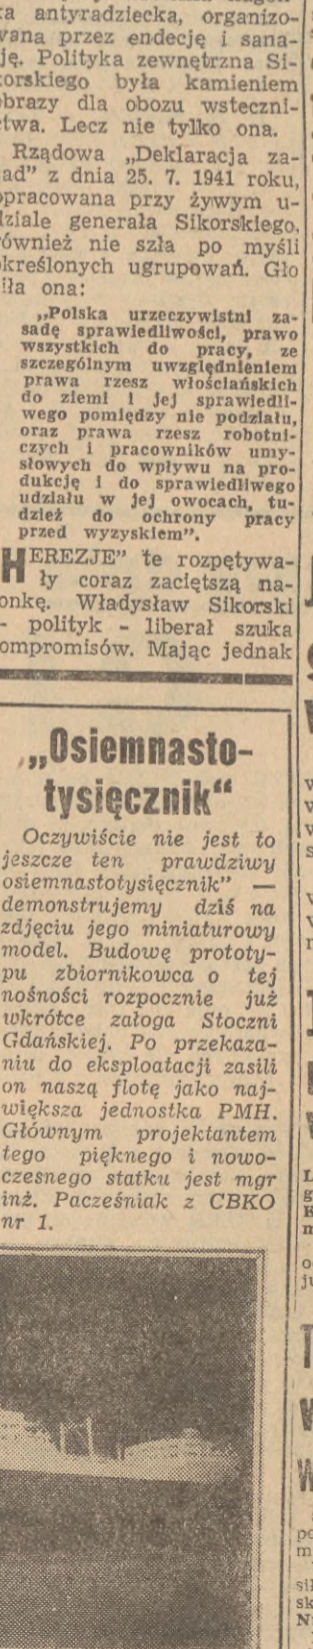 ka antyradziecka, organizo-
wana przez endecję i sana-
ję. Polityka zewnętrzna Si-
korskiego była kamieniem
obrazy dla obozu wsteczni-
ctwa. Lecz nie tylko ona.
Rządowa „Deklaracja za-
sad” z dnia 25. 7. 1941 roku,
opracowana przy żywym u-
dziale generała Sikorskiego,
również nie szła po myśli
określonych ugrupowań. Gło
siła ona:
„Polska urzeczywistni za-
sadę sprawiedliwości, prawo
wszystkich do pracy, ze
szczególnym uwzględnieniem
prawa rzesz włościańskich
do ziemi i jej sprawiedli-
wego pomiędzy nie podziału,
oraz prawa rzesz robotni-
czych i pracowników umy-
słowych do wpływu na pro-
dukcję i do sprawiedliwego
udziału w jej owocach, tu-
dzież do ochrony pracy
przed wyzyskiem”.
HEREZJE” te rozpętywa-
ły coraz zaciętszą na-
onkę. Władysław Sikorski
- polityk - liberał szuka
ompromisów. Mając jednak
„Osiemnasto-
tysięcznik“
Oczywiście nie jest to
jeszcze ten prawdziwy
osiemnastotysięcznik” —
demonstrujemy dziś na
zdjęciu jego miniaturowy
model. Budowę prototy-
pu zbiornikowca o tej
nośności rozpocznie już
wkrótce załoga Stoczni
Gdańskiej. Po przekaza-
niu do eksploatacji zasili
on naszą flotę jako naj-
większa jednostka PMH.
Głównym projektantem
tego pięknego i nowo-
czesnego statku jest mgr
inż. Pacześniak z CBKO
nr 1.